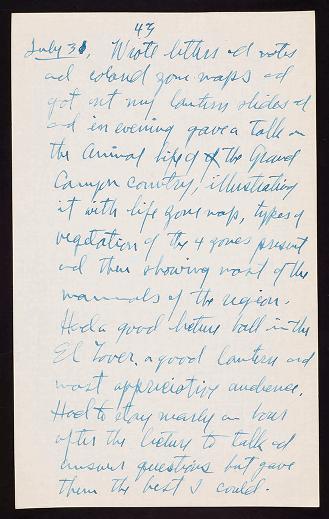 43
July 31, Wrote letters and notes
and colored zone maps and
got out my lantern slides and
and in evening gave a talk on
the Animal life of the Grand
Canyon country, illustrating
it with life zone map, types of
vegetation of the 4 zones present
and then showing most of the
mammals of the region.
Had a good lecture hall in the
El Tovar, a good lantern and
most appreciative audience.
Had to stay nearly an hour
after the lecture to talk and
answer questions but gave
them the best I could.